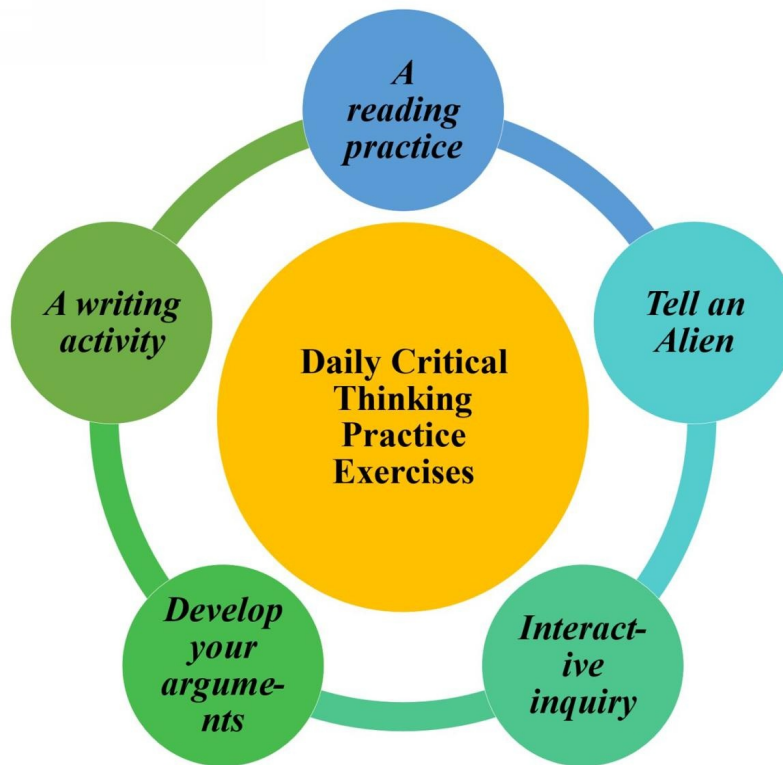 A
reading
practice
Tell an
Alien
Interact-
ive
inquiry
Develop
your
argume-
nts
A writing
activity
Daily Critical
Thinking
Practice
Exercises